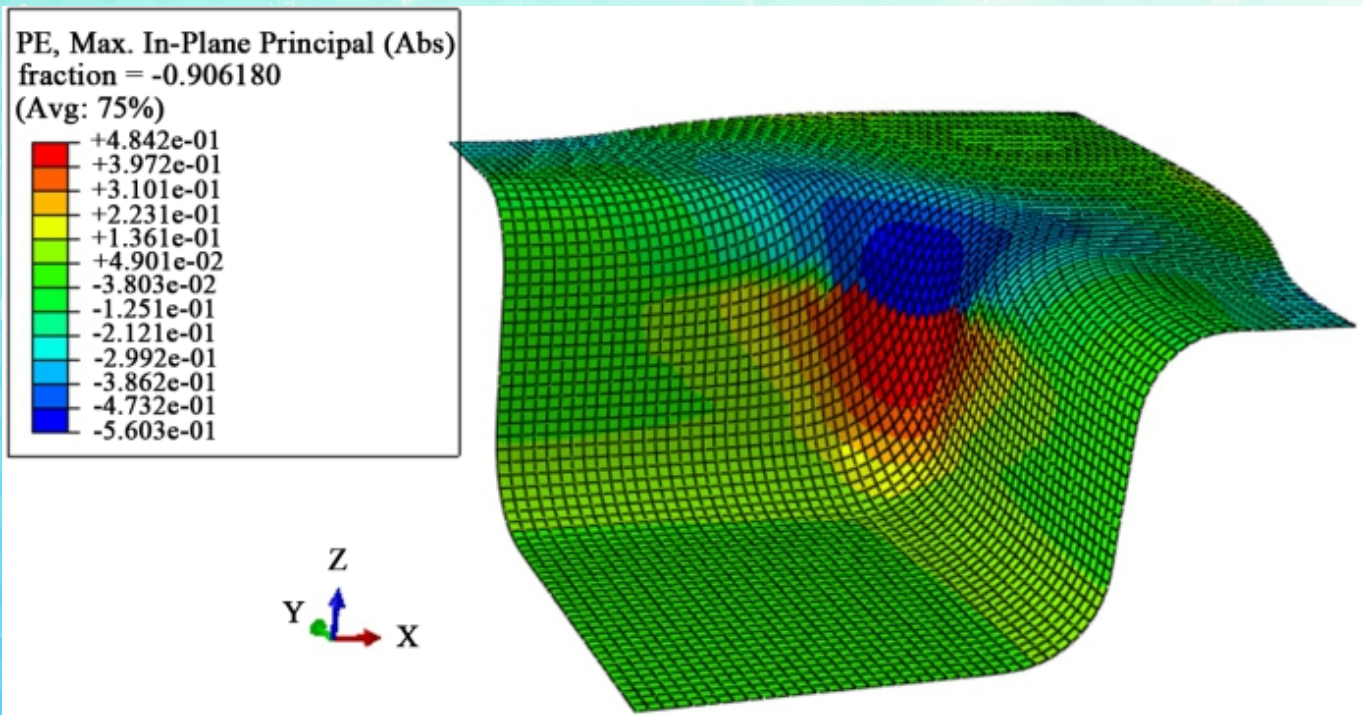 PE, Max. In-Plane Principal (Abs)
fraction = -0.906180
(Avg: 75%)
+4.842e-01
+3.972e-01
+3.101e-01
+2.231e-01
+1.361e-01
+4.901e-02
-3.803e-02
-1.251e-01
-2.121e-01
-2.992e-01
-3.862e-01
-4.732e-01
-5.603e-01
Z
Y
X